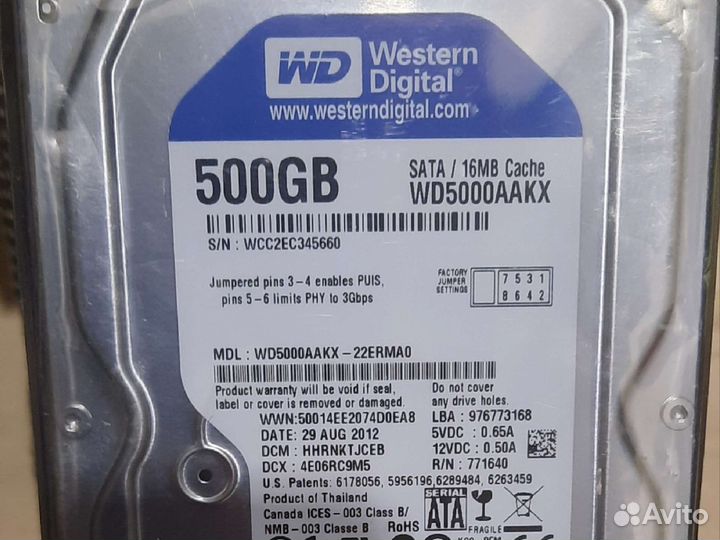 WD Western Digital®
www.westerndigital.com
500GB
SATA / 16MB Cache
WD5000AAKX
S/N : WCC2EC345660
Jumpered pins 3-4 enables PUIS,
pins 5-6 limits PHY to 3Gbps
FACTORY JUMPER SETTINGS
7 5 3 1
8 6 4 2
MDL : WD5000AAKX-22ERMA0
Product warranty will be void if seal,
label or cover is removed or damaged.
Do not cover
any drive holes.
WWN:50014EE2074D0EA8
LBA : 976773168
DATE: 29 AUG 2012
5VDC : 0.65A
DCM : HHRNKTJCEB
12VDC : 0.50A
DCX : 4E06RC9M5
R/N : 771640
U.S. Patents: 6178056, 5956196,6289484, 6263459
Product of Thailand
Canada ICES-003 Class B/
NMB-003 Classe B
RoHS
SERIAL ATA
FRAGILE
Avito